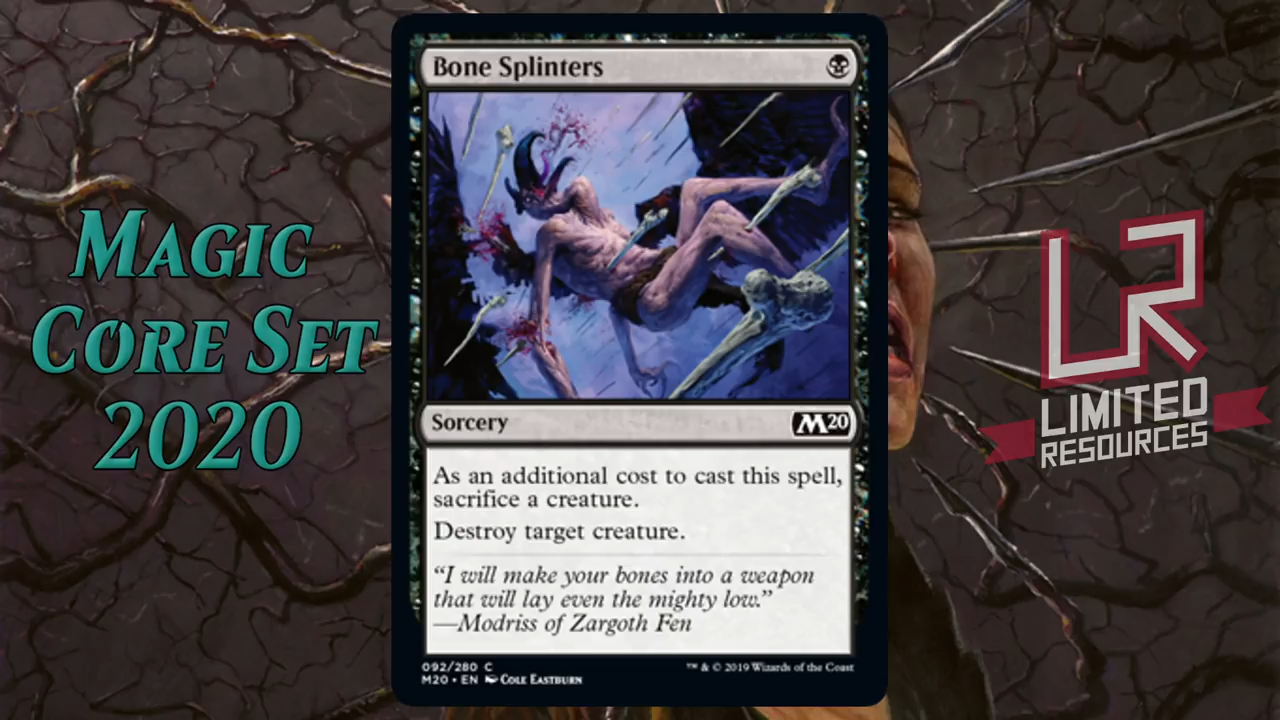 Magic
Core Set
2020
Bone Splinters
Sorcery
M20
As an additional cost to cast this spell,
sacrifice a creature.
Destroy target creature.
“I will make your bones into a weapon
that will lay even the mighty low.”
—Modriss of Zargoth Fen
092/280 C
M20 • EN Cole Eastburn
™ & © 2019 Wizards of the Coast
LR
LIMITED
RESOURCES